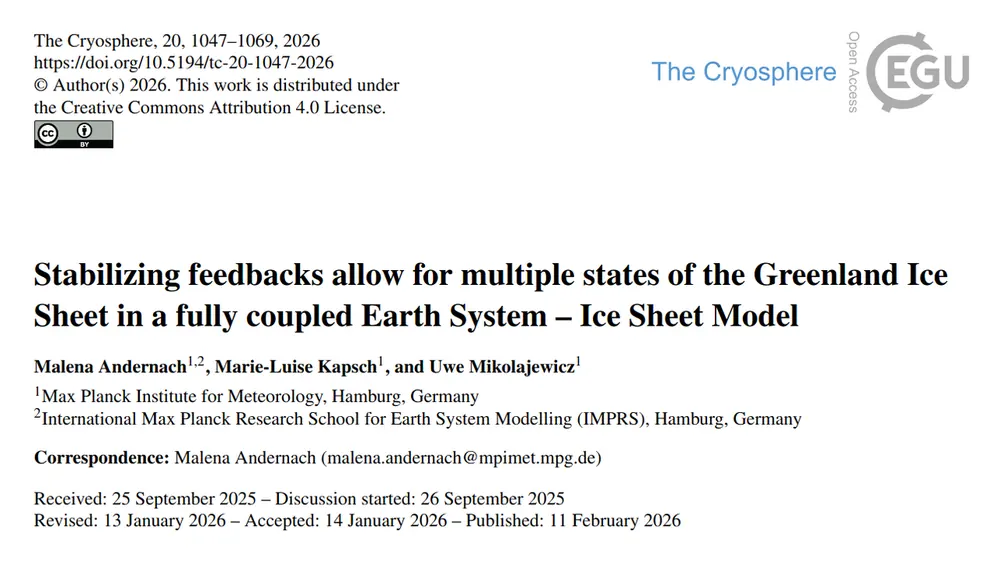 The Cryosphere, 20, 1047–1069, 2026
https://doi.org/10.5194/tc-20-1047-2026
© Author(s) 2026. This work is distributed under
the Creative Commons Attribution 4.0 License.
cc BY
The Cryosphere
Open Access
EGU
Stabilizing feedbacks allow for multiple states of the Greenland Ice
Sheet in a fully coupled Earth System – Ice Sheet Model
Malena Andernach1,2, Marie-Luise Kapsch1, and Uwe Mikolajewicz1
1Max Planck Institute for Meteorology, Hamburg, Germany
2International Max Planck Research School for Earth System Modelling (IMPRS), Hamburg, Germany
Correspondence: Malena Andernach (malena.andernach@mpimet.mpg.de)
Received: 25 September 2025 – Discussion started: 26 September 2025
Revised: 13 January 2026 – Accepted: 14 January 2026 – Published: 11 February 2026